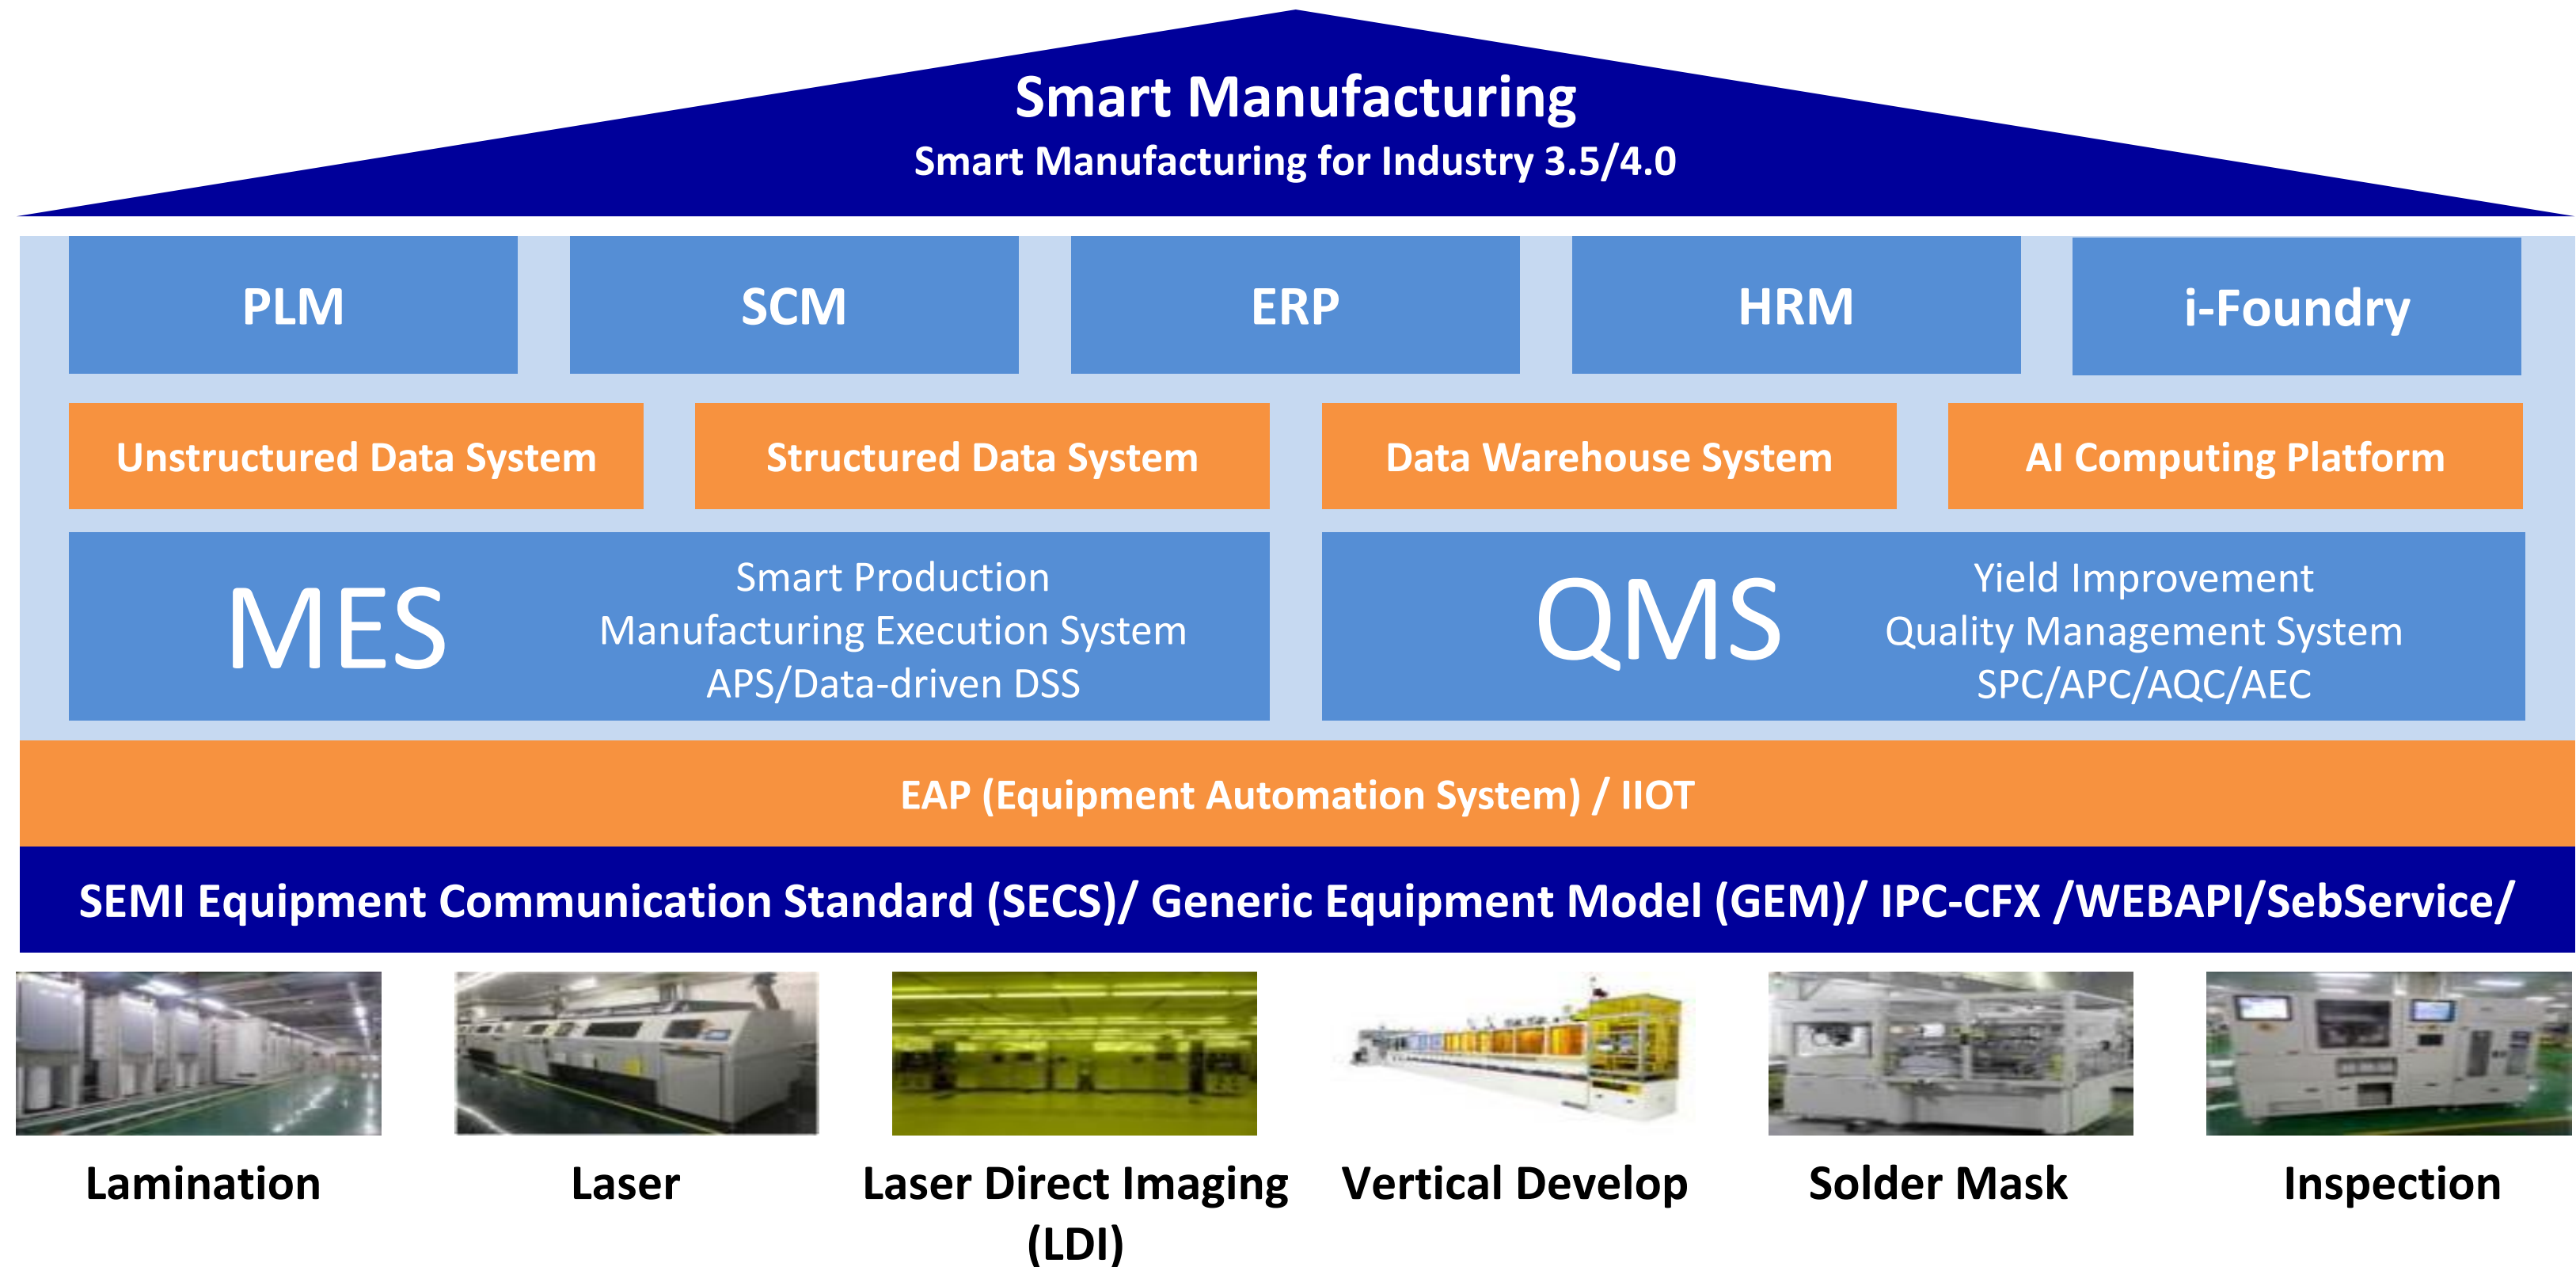 Smart Manufacturing
Smart Manufacturing for Industry 3.5/4.0
PLM
SCM
ERP
HRM
i-Foundry
Unstructured Data System
Structured Data System
Data Warehouse System
AI Computing Platform
MES
Smart Production
Manufacturing Execution System
APS/Data-driven DSS
QMS
Yield Improvement
Quality Management System
SPC/APC/AQC/AEC
EAP (Equipment Automation System) / IIOT
SEMI Equipment Communication Standard (SECS)/ Generic Equipment Model (GEM)/ IPC-CFX /WEBAPI/SebService/
Lamination
Laser
Laser Direct Imaging
(LDI)
Vertical Develop
Solder Mask
Inspection